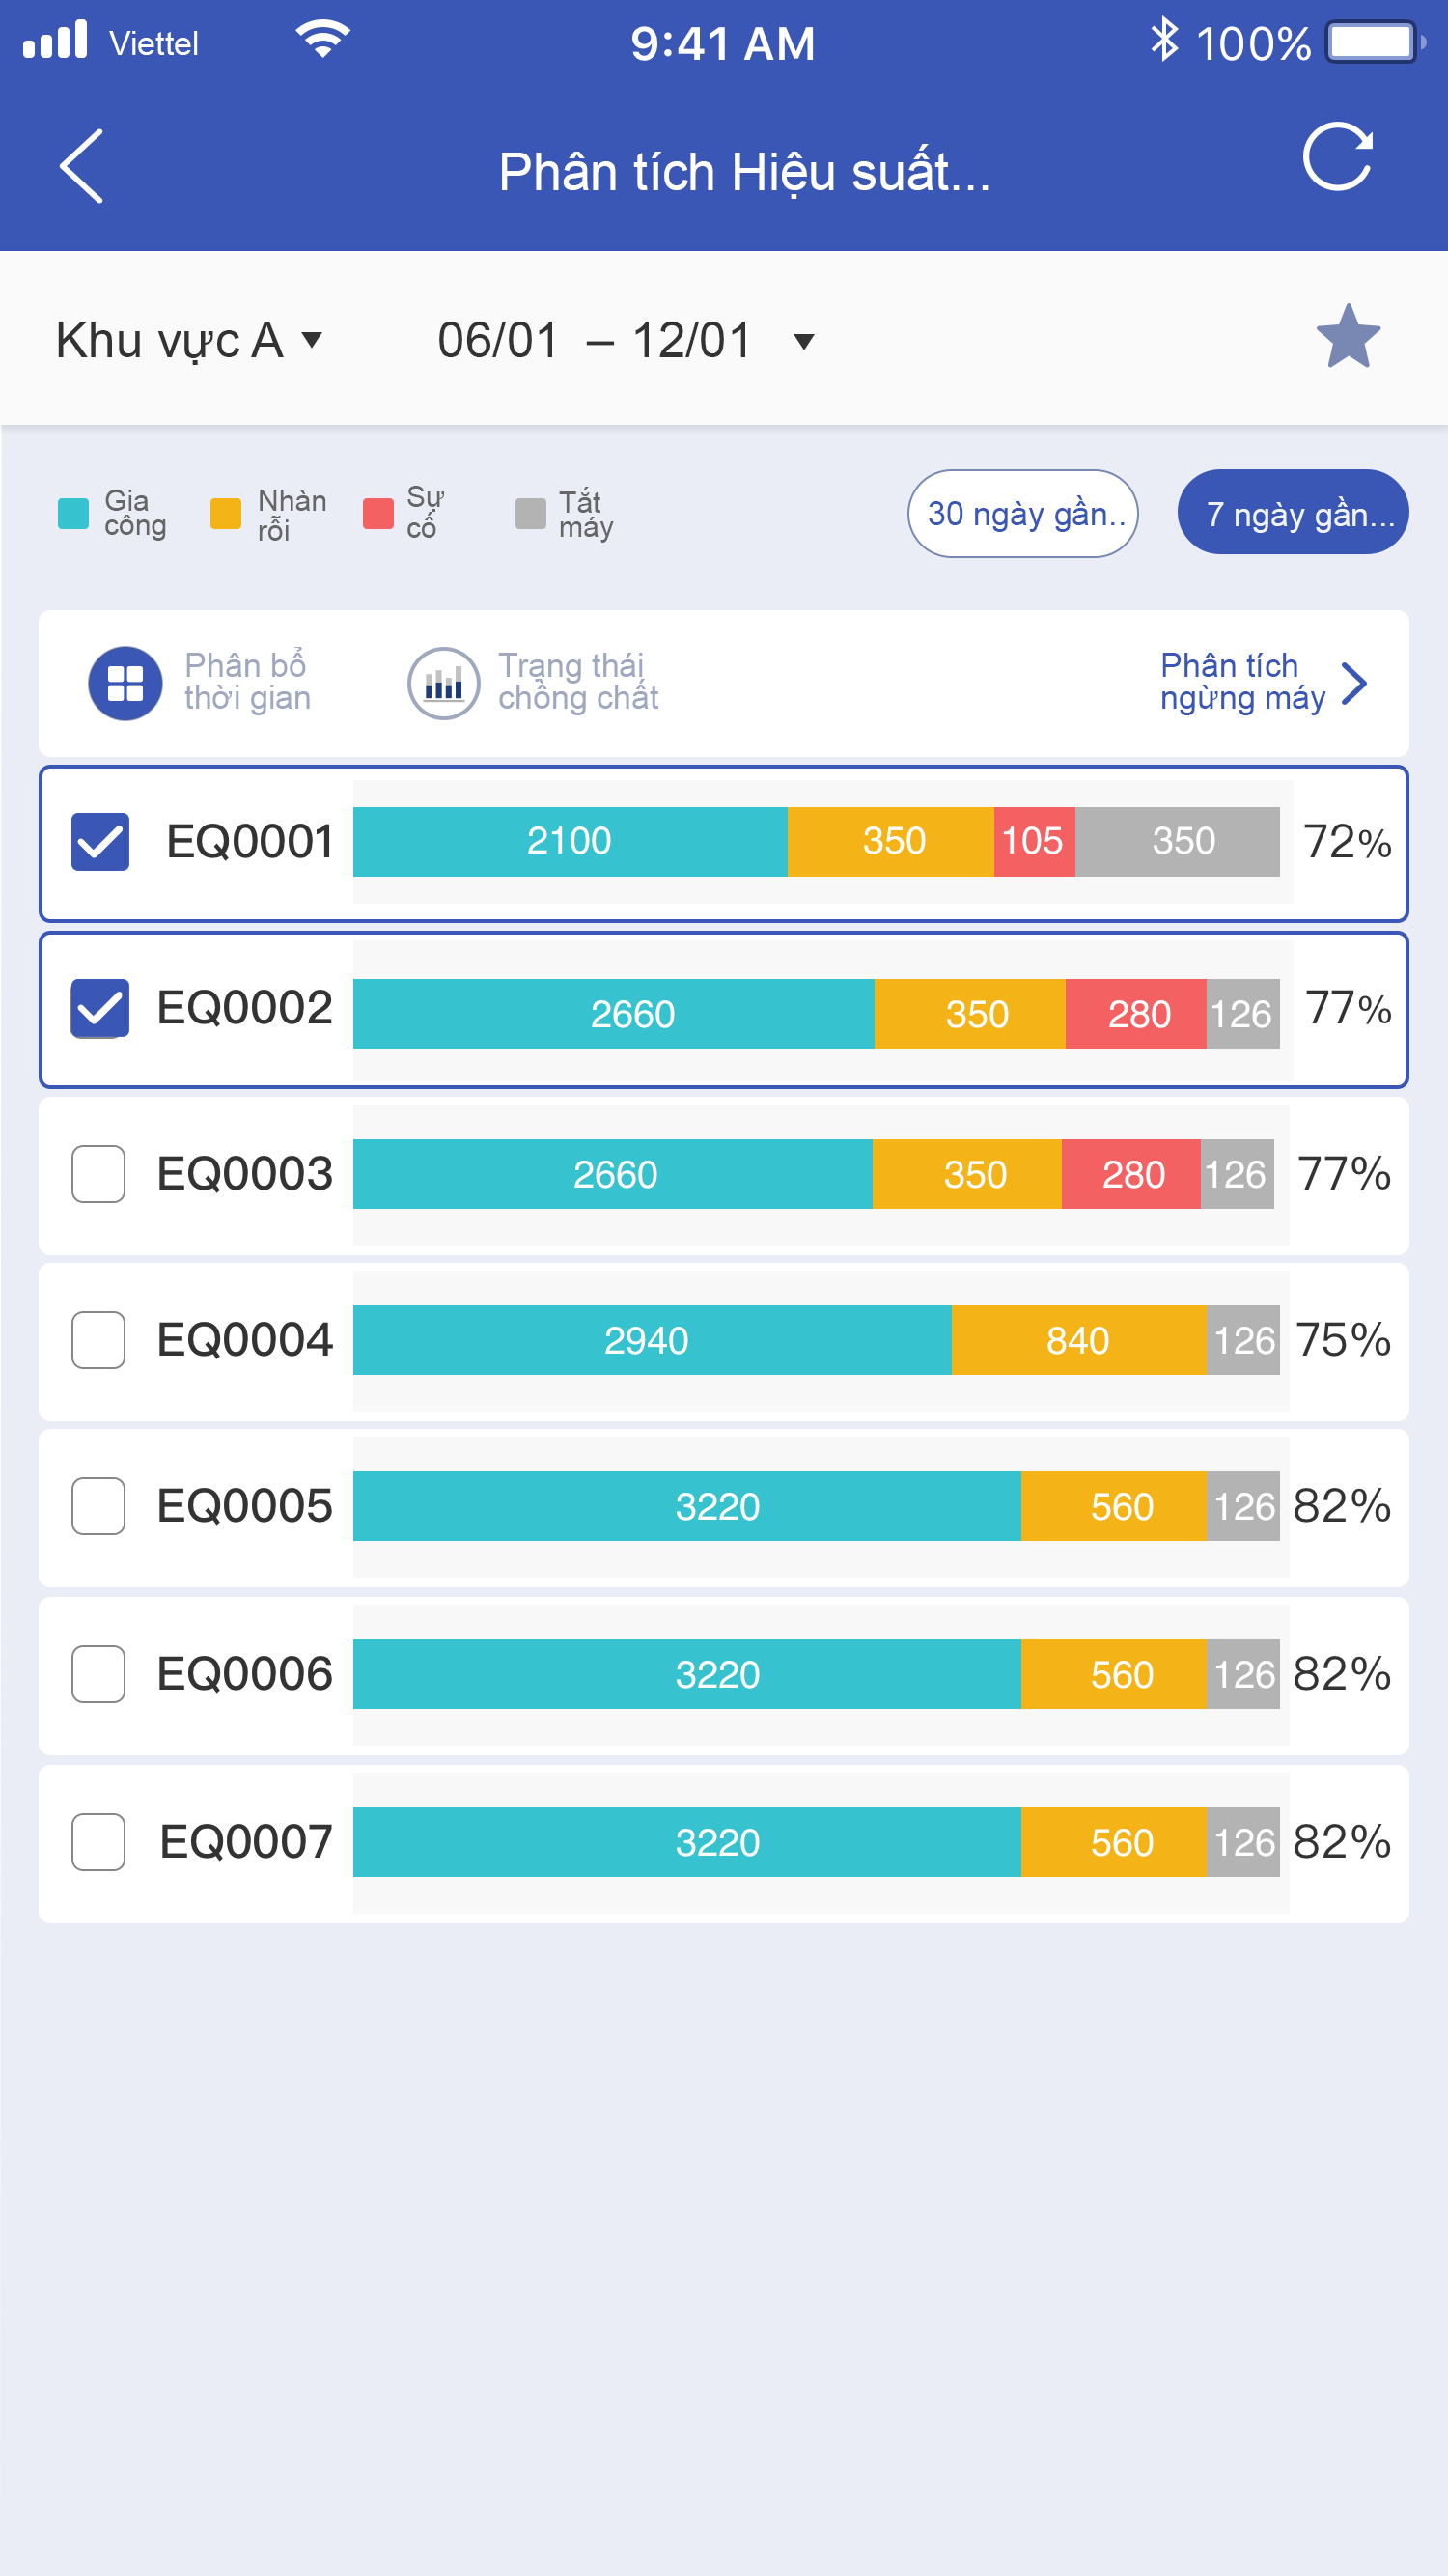 Viettel 9:41 AM 100%
Phân tích Hiệu suất...
Khu vực A 06/01 – 12/01
Gia công
Nhàn rỗi
Sự cố
Tắt máy
30 ngày gần..
7 ngày gần...
Phân bổ
thời gian
Trạng thái
chồng chất
Phân tích
ngừng máy
EQ0001 2100 350 105 350 72%
EQ0002 2660 350 280 126 77%
EQ0003 2660 350 280 126 77%
EQ0004 2940 840 126 75%
EQ0005 3220 560 126 82%
EQ0006 3220 560 126 82%
EQ0007 3220 560 126 82%